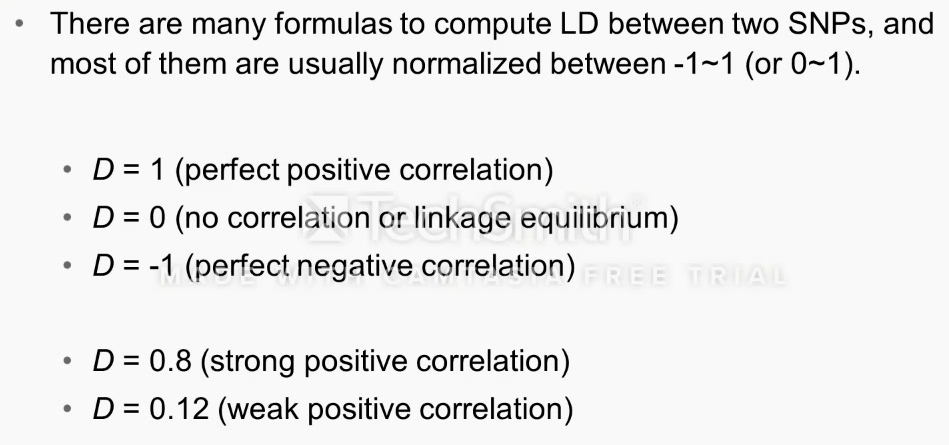 • There are many formulas to compute LD between two SNPs, and
most of them are usually normalized between -1~1 (or 0~1).
• D = 1 (perfect positive correlation)
• D = 0 (no correlation or linkage equilibrium)
TechSmith
• D = -1 (perfect negative correlation)
MADE WITH CAMTASIA FREE TRIAL
• D = 0.8 (strong positive correlation)
• D = 0.12 (weak positive correlation)